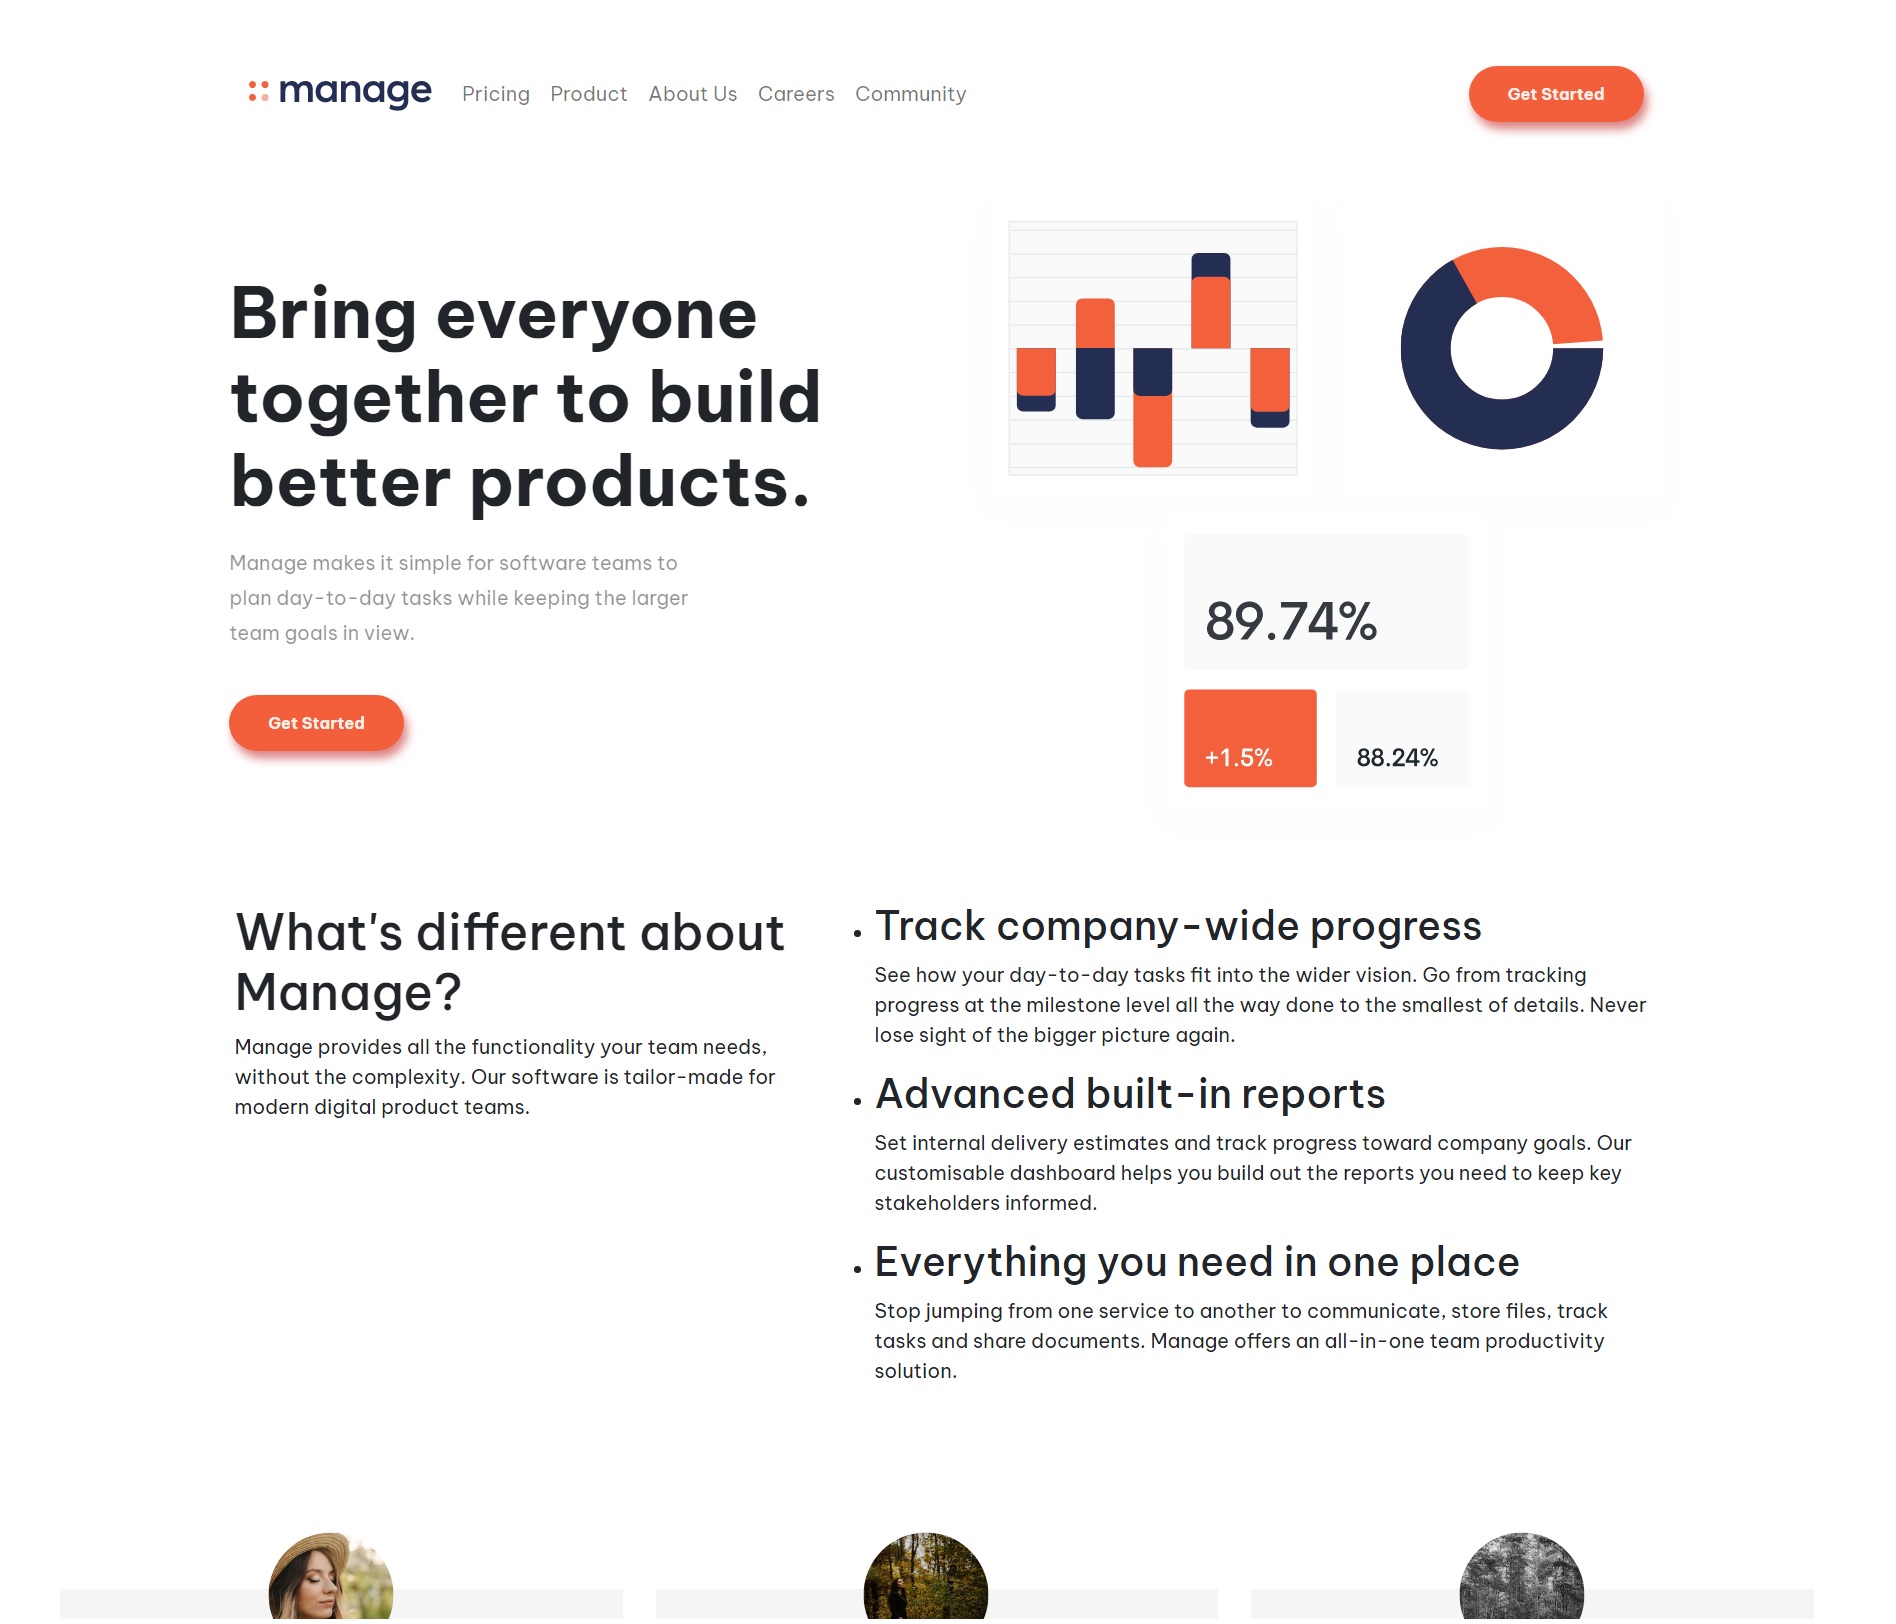 manage Pricing Product About Us Careers Community Get Started
Bring everyone
together to build
better products.
Manage makes it simple for software teams to
plan day-to-day tasks while keeping the larger
team goals in view.
Get Started
89.74%
+1.5% 88.24%
What's different about
Manage?
Manage provides all the functionality your team needs,
without the complexity. Our software is tailor-made for
modern digital product teams.
• Track company-wide progress
See how your day-to-day tasks fit into the wider vision. Go from tracking
progress at the milestone level all the way done to the smallest of details. Never
lose sight of the bigger picture again.
• Advanced built-in reports
Set internal delivery estimates and track progress toward company goals. Our
customisable dashboard helps you build out the reports you need to keep key
stakeholders informed.
• Everything you need in one place
Stop jumping from one service to another to communicate, store files, track
tasks and share documents. Manage offers an all-in-one team productivity
solution.